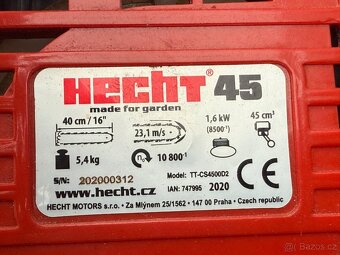 HECHT® 45
made for garden
40 cm / 16"
23,1 m/s
1,6 kW
(8500⁻¹)
45 cm³
5,4 kg
10 800⁻¹
Model: TT-CS4500D2
S/N: 202000312
IAN: 747995 2020 CE
www.hecht.cz
HECHT MOTORS s.r.o. · Za Mlýnem 25/1562 · 147 00 Praha · Czech republic
bazos.cz